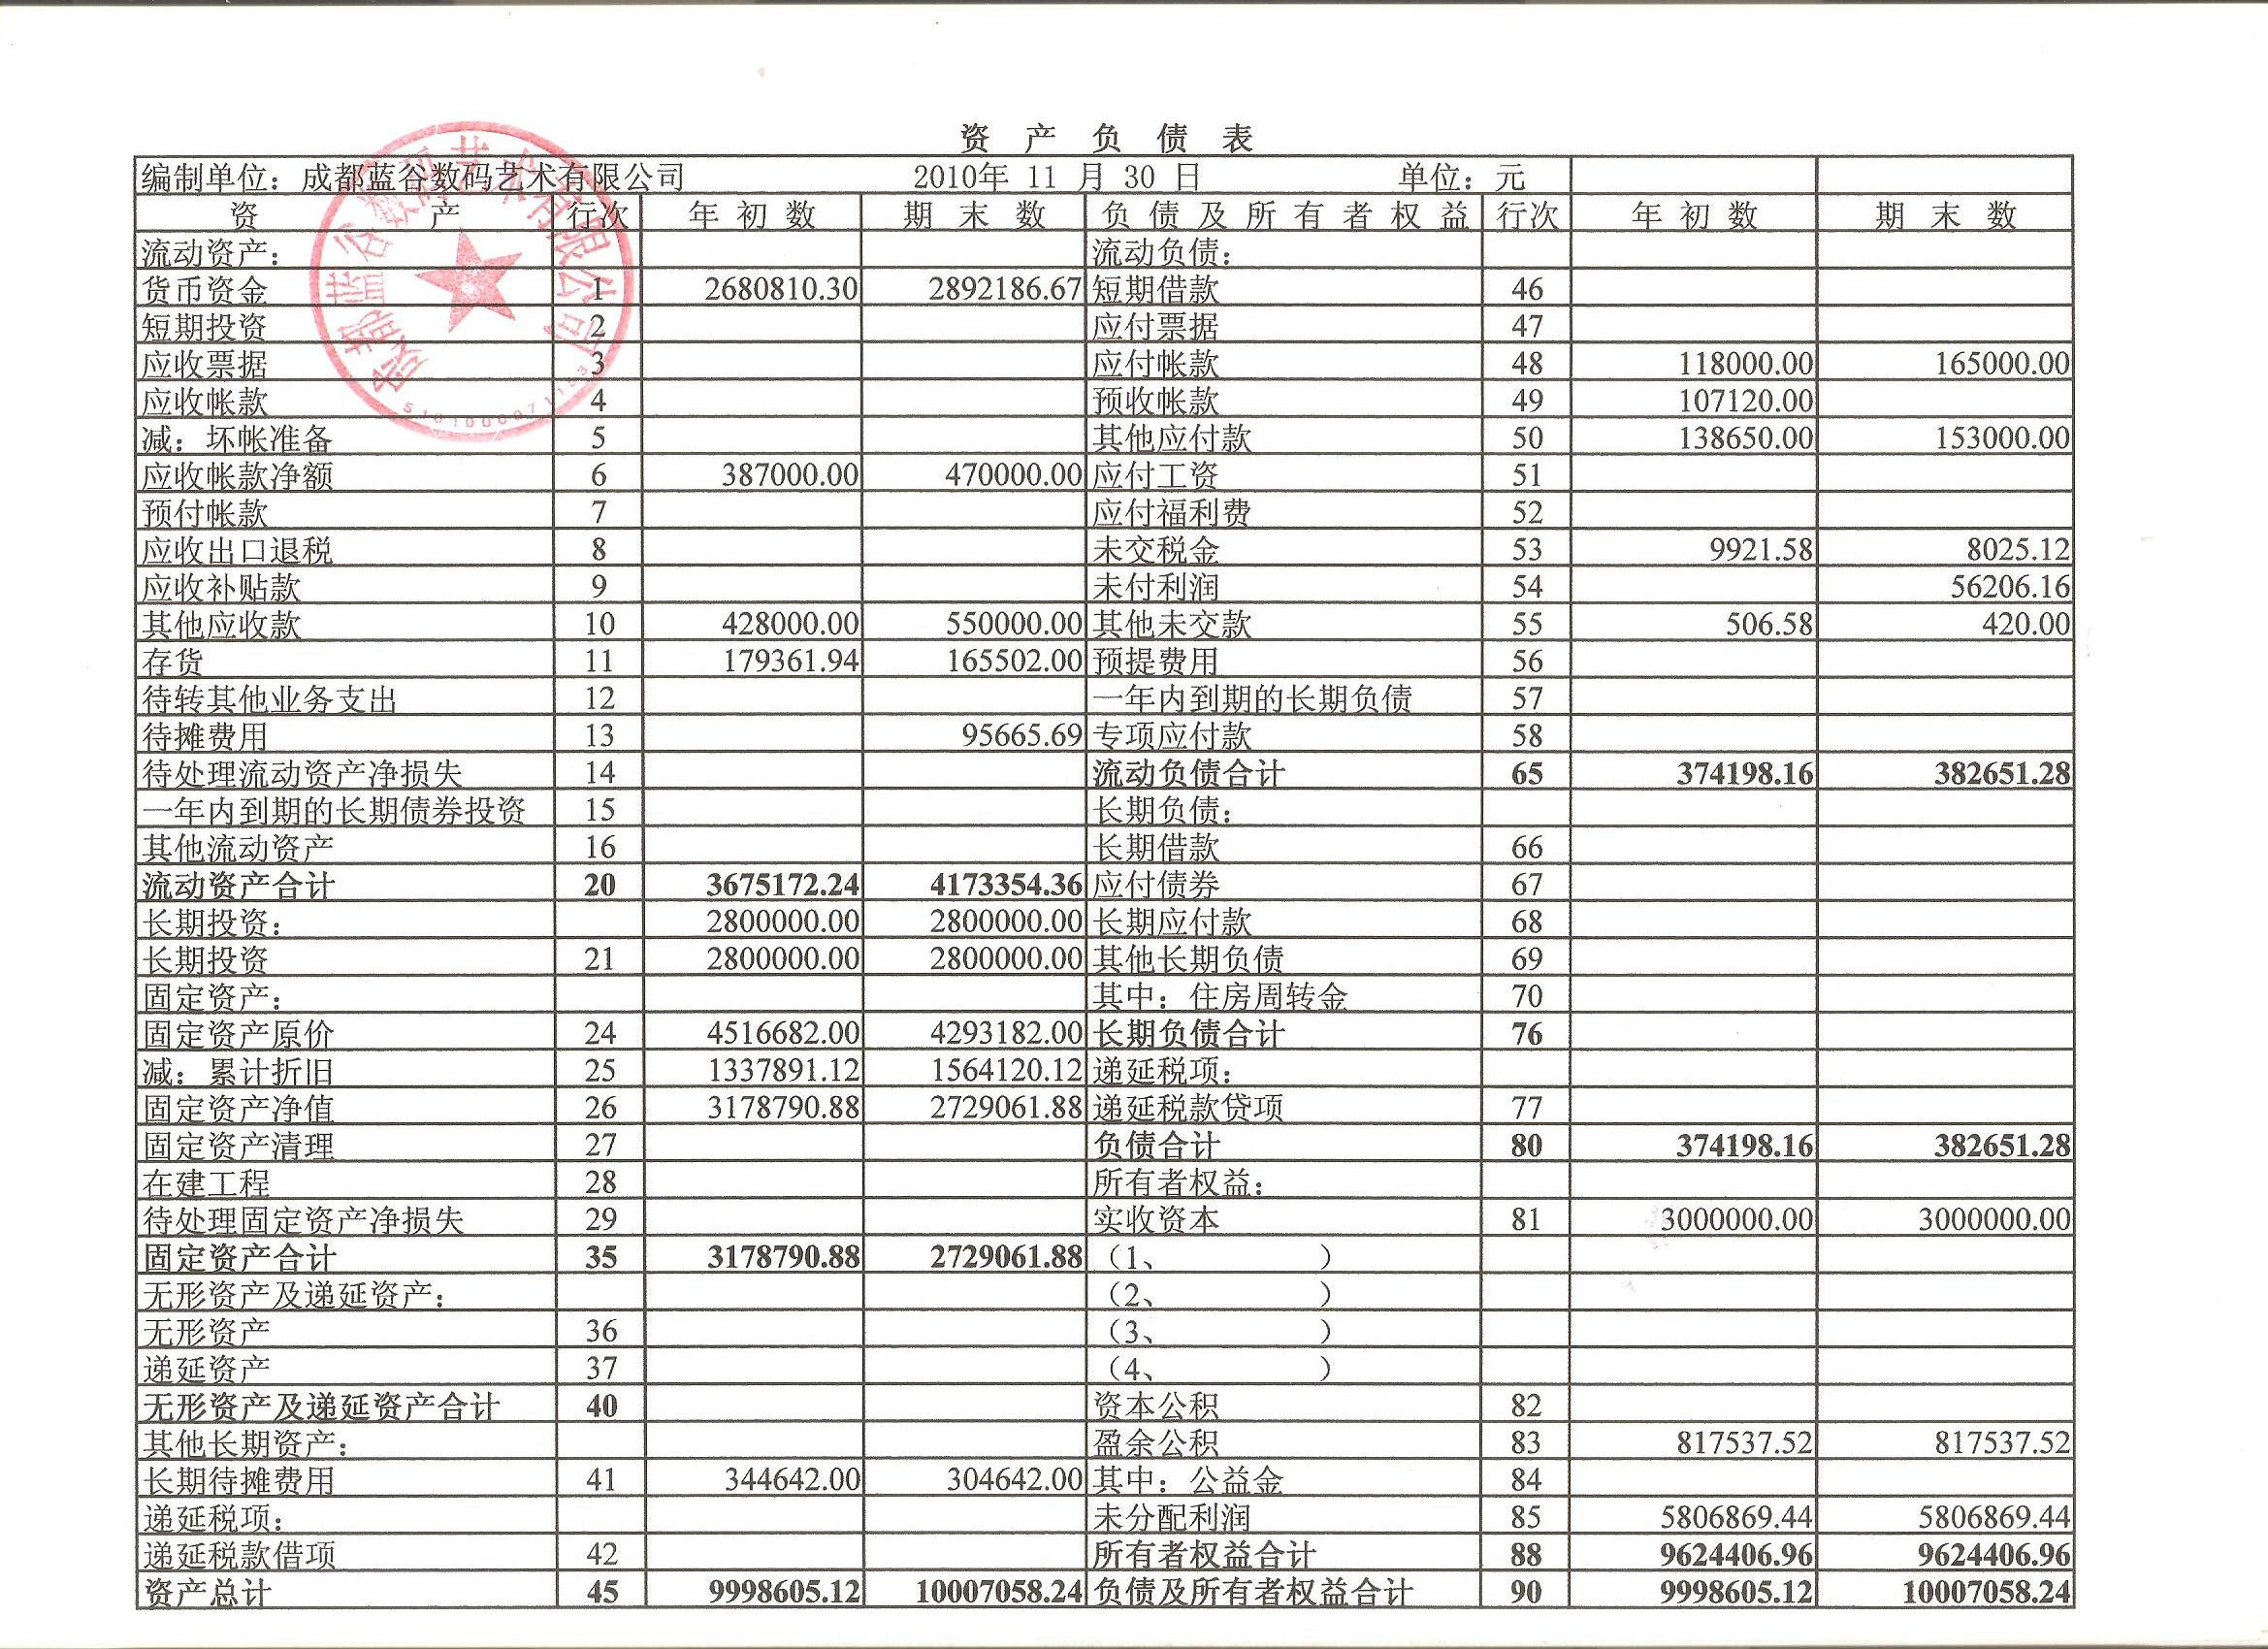 资 产 负 债 表
编制单位：成都蓝谷数码艺术有限公司 2010年 11 月 30 日 单位：元
资 产 行次 年 初 数 期 末 数 负 债 及 所 有 者 权 益 行次 年 初 数 期 末 数
流动资产： 流动负债：
货币资金 1 2680810.30 2892186.67 短期借款 46
短期投资 2 应付票据 47
应收票据 3 应付帐款 48 118000.00 165000.00
应收帐款 4 预收帐款 49 107120.00
减：坏帐准备 5 其他应付款 50 138650.00 153000.00
应收帐款净额 6 387000.00 470000.00 应付工资 51
预付帐款 7 应付福利费 52
应收出口退税 8 未交税金 53 9921.58 8025.12
应收补贴款 9 未付利润 54 56206.16
其他应收款 10 428000.00 550000.00 其他未交款 55 506.58 420.00
存货 11 179361.94 165502.00 预提费用 56
待转其他业务支出 12 一年内到期的长期负债 57
待摊费用 13 95665.69 专项应付款 58
待处理流动资产净损失 14 流动负债合计 65 374198.16 382651.28
一年内到期的长期债券投资 15 长期负债：
其他流动资产 16 长期借款 66
流动资产合计 20 3675172.24 4173354.36 应付债券 67
长期投资： 2800000.00 2800000.00 长期应付款 68
长期投资 21 2800000.00 2800000.00 其他长期负债 69
固定资产： 其中：住房周转金 70
固定资产原价 24 4516682.00 4293182.00 长期负债合计 76
减：累计折旧 25 1337891.12 1564120.12 递延税项：
固定资产净值 26 3178790.88 2729061.88 递延税款贷项 77
固定资产清理 27 负债合计 80 374198.16 382651.28
在建工程 28 所有者权益：
待处理固定资产净损失 29 实收资本 81 3000000.00 3000000.00
固定资产合计 35 3178790.88 2729061.88 （1、 ）
无形资产及递延资产： （2、 ）
无形资产 36 （3、 ）
递延资产 37 （4、 ）
无形资产及递延资产合计 40 资本公积 82
其他长期资产： 盈余公积 83 817537.52 817537.52
长期待摊费用 41 344642.00 304642.00 其中：公益金 84
递延税项： 未分配利润 85 5806869.44 5806869.44
递延税款借项 42 所有者权益合计 88 9624406.96 9624406.96
资产总计 45 9998605.12 10007058.24 负债及所有者权益合计 90 9998605.12 10007058.24
成都蓝谷数码艺术有限公司